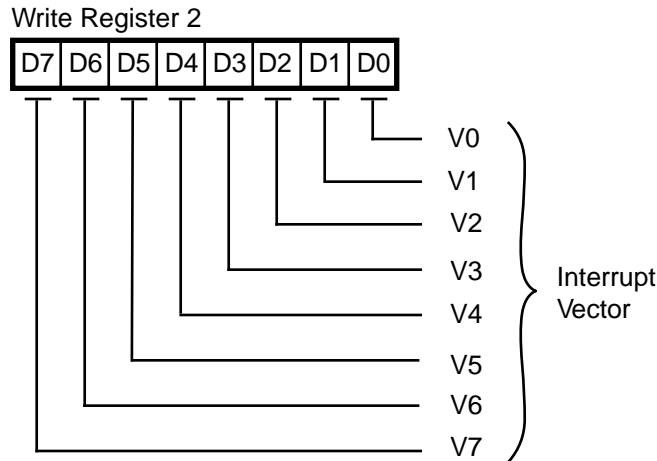 Write Register 2
D7 D6 D5 D4 D3 D2 D1 D0
V0
V1
V2
V3
V4
V5
V6
V7
Interrupt
Vector